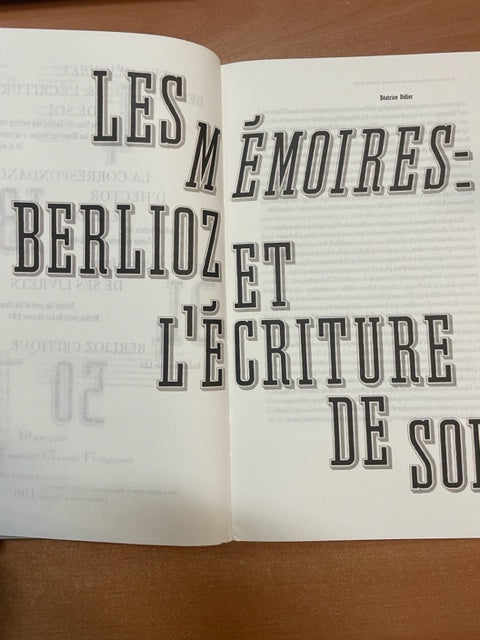 Béatrice Didier
LES
MÉMOIRES:
BERLIOZ
ET
L'ÉCRITURE
DE SOI